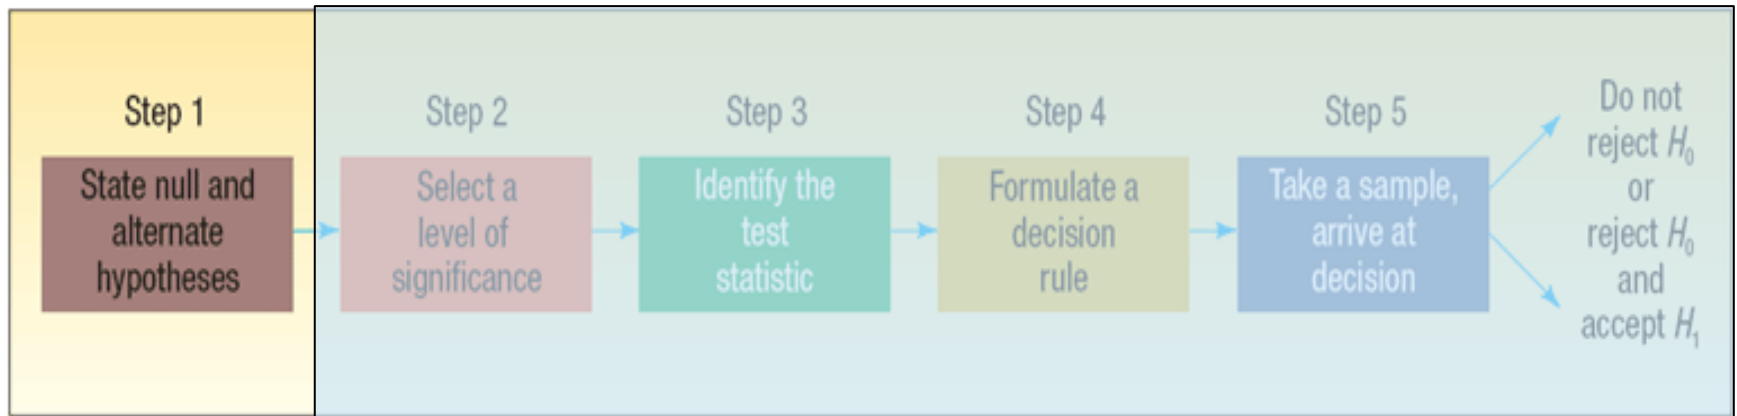 Step 1
State null and
alternate
hypotheses
Step 2
Select a
level of
significance
Step 3
Identify the
test
statistic
Step 4
Formulate a
decision
rule
Step 5
Take a sample,
arrive at
decision
Do not
reject H₀
or
reject H₀
and
accept H₁